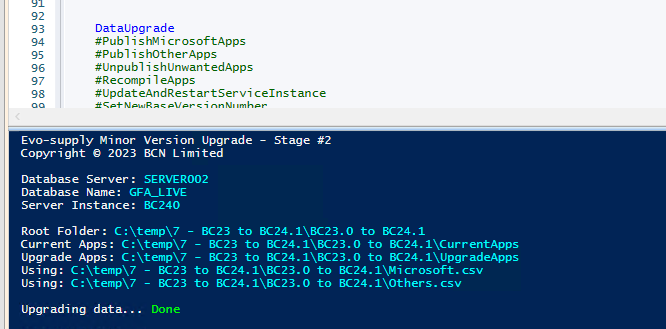 91
92
93 DataUpgrade
94 #PublishMicrosoftApps
95 #PublishOtherApps
96 #UnpublishUnwantedApps
97 #RecompileApps
98 #UpdateAndRestartServiceInstance
99 #SetNewBaseVersionNumber
Evo-supply Minor Version Upgrade - Stage #2
Copyright © 2023 BCN Limited
Database Server: SERVER002
Database Name: GFA_LIVE
Server Instance: BC240
Root Folder: C:\temp\7 - BC23 to BC24.1\BC23.0 to BC24.1
Current Apps: C:\temp\7 - BC23 to BC24.1\BC23.0 to BC24.1\CurrentApps
Upgrade Apps: C:\temp\7 - BC23 to BC24.1\BC23.0 to BC24.1\UpgradeApps
Using: C:\temp\7 - BC23 to BC24.1\BC23.0 to BC24.1\Microsoft.csv
Using: C:\temp\7 - BC23 to BC24.1\BC23.0 to BC24.1\Others.csv
Upgrading data... Done